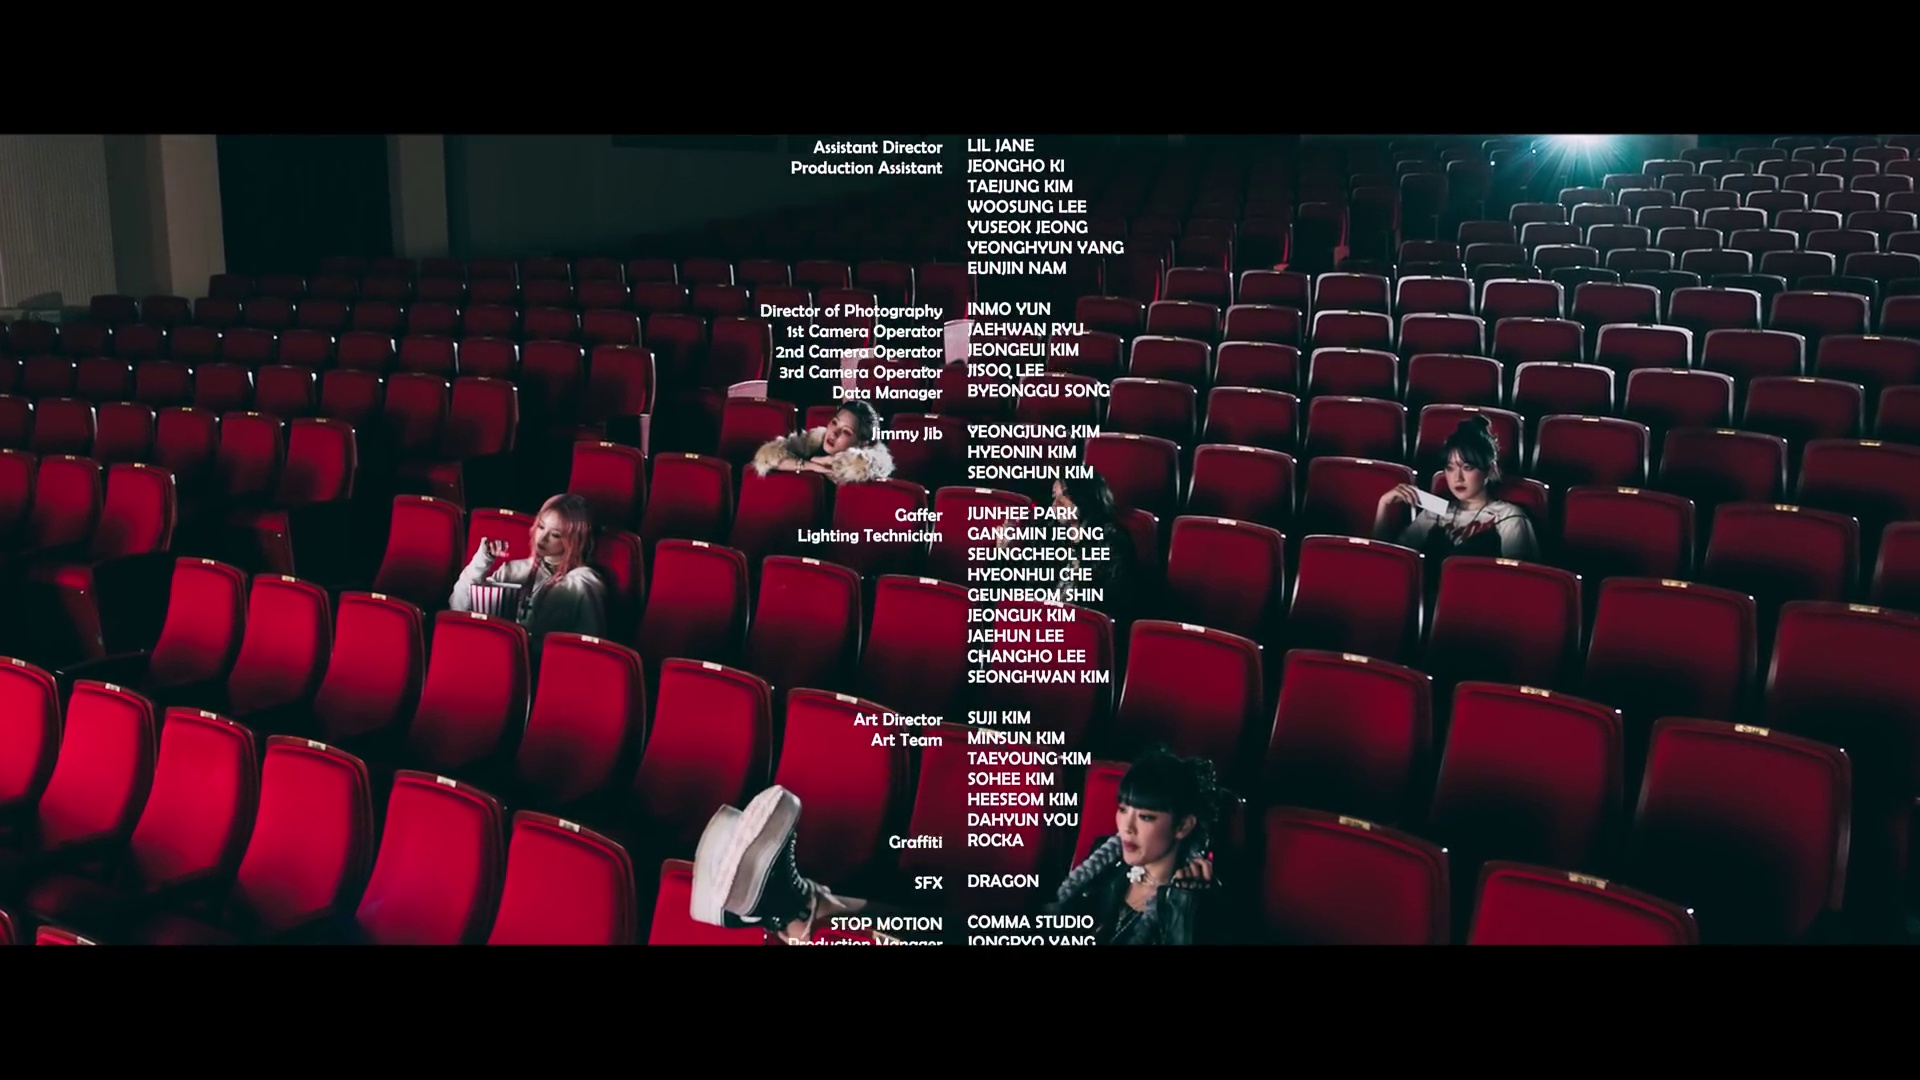 Assistant Director LIL JANE
Production Assistant JEONGHO KI
TAEJUNG KIM
WOOSUNG LEE
YUSEOK JEONG
YEONGHYUN YANG
EUNJIN NAM
Director of Photography INMO YUN
1st Camera Operator JAEHWAN RYU
2nd Camera Operator JEONGEUI KIM
3rd Camera Operator JISOO LEE
Data Manager BYEONGGU SONG
Jimmy Jib YEONGJUNG KIM
HYEONIN KIM
SEONGHUN KIM
Gaffer JUNHEE PARK
Lighting Technician GANGMIN JEONG
SEUNGCHEOL LEE
HYEONHUI CHE
GEUNBEOM SHIN
JEONGUK KIM
JAEHUN LEE
CHANGHO LEE
SEONGHWAN KIM
Art Director SUJI KIM
Art Team MINSUN KIM
TAEYOUNG KIM
SOHEE KIM
HEESEOM KIM
DAHYUN YOU
Graffiti ROCKA
SFX DRAGON
STOP MOTION COMMA STUDIO
Production Manager JONGPYO YANG